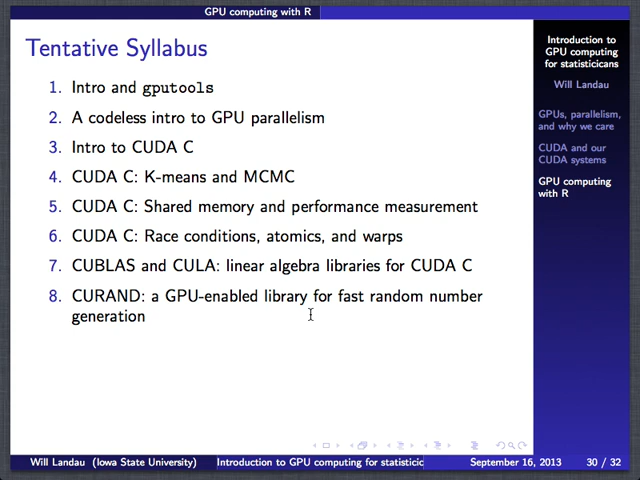 GPU computing with R
Tentative Syllabus
1. Intro and gputools
2. A codeless intro to GPU parallelism
3. Intro to CUDA C
4. CUDA C: K-means and MCMC
5. CUDA C: Shared memory and performance measurement
6. CUDA C: Race conditions, atomics, and warps
7. CUBLAS and CULA: linear algebra libraries for CUDA C
8. CURAND: a GPU-enabled library for fast random number
generation
Introduction to
GPU computing
for statisticians
Will Landau
GPUs, parallelism,
and why we care
CUDA and our
CUDA systems
GPU computing
with R
Will Landau (Iowa State University) Introduction to GPU computing for statistic September 16, 2013 30 / 32